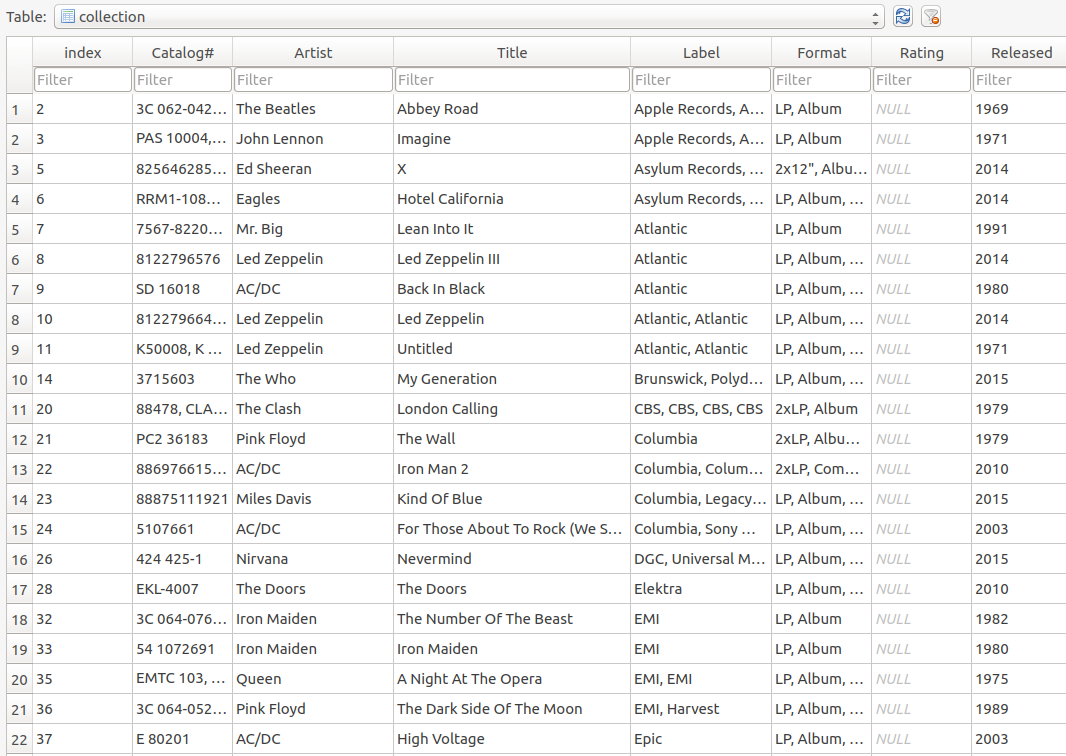 Table: collection
index Catalog# Artist Title Label Format Rating Released
Filter Filter Filter Filter Filter Filter Filter Filter
1 2 3C 062-042... The Beatles Abbey Road Apple Records, A... LP, Album NULL 1969
2 3 PAS 10004,... John Lennon Imagine Apple Records, A... LP, Album NULL 1971
3 5 825646285... Ed Sheeran X Asylum Records, ... 2x12", Albu... NULL 2014
4 6 RRM1-108... Eagles Hotel California Asylum Records, ... LP, Album, ... NULL 2014
5 7 7567-8220... Mr. Big Lean Into It Atlantic LP, Album NULL 1991
6 8 8122796576 Led Zeppelin Led Zeppelin III Atlantic LP, Album, ... NULL 2014
7 9 SD 16018 AC/DC Back In Black Atlantic LP, Album, ... NULL 1980
8 10 812279664... Led Zeppelin Led Zeppelin Atlantic, Atlantic LP, Album, ... NULL 2014
9 11 K50008, K ... Led Zeppelin Untitled Atlantic, Atlantic LP, Album, ... NULL 1971
10 14 3715603 The Who My Generation Brunswick, Polyd... LP, Album, ... NULL 2015
11 20 88478, CLA... The Clash London Calling CBS, CBS, CBS, CBS 2xLP, Album NULL 1979
12 21 PC2 36183 Pink Floyd The Wall Columbia 2xLP, Albu... NULL 1979
13 22 886976615... AC/DC Iron Man 2 Columbia, Colum... 2xLP, Com... NULL 2010
14 23 88875111921 Miles Davis Kind Of Blue Columbia, Legacy... LP, Album, ... NULL 2015
15 24 5107661 AC/DC For Those About To Rock (We S... Columbia, Sony ... LP, Album, ... NULL 2003
16 26 424 425-1 Nirvana Nevermind DGC, Universal M... LP, Album, ... NULL 2015
17 28 EKL-4007 The Doors The Doors Elektra LP, Album, ... NULL 2010
18 32 3C 064-076... Iron Maiden The Number Of The Beast EMI LP, Album NULL 1982
19 33 54 1072691 Iron Maiden Iron Maiden EMI LP, Album NULL 1980
20 35 EMTC 103, ... Queen A Night At The Opera EMI, EMI LP, Album, ... NULL 1975
21 36 3C 064-052... Pink Floyd The Dark Side Of The Moon EMI, Harvest LP, Album, ... NULL 1989
22 37 E 80201 AC/DC High Voltage Epic LP, Album, ... NULL 2003